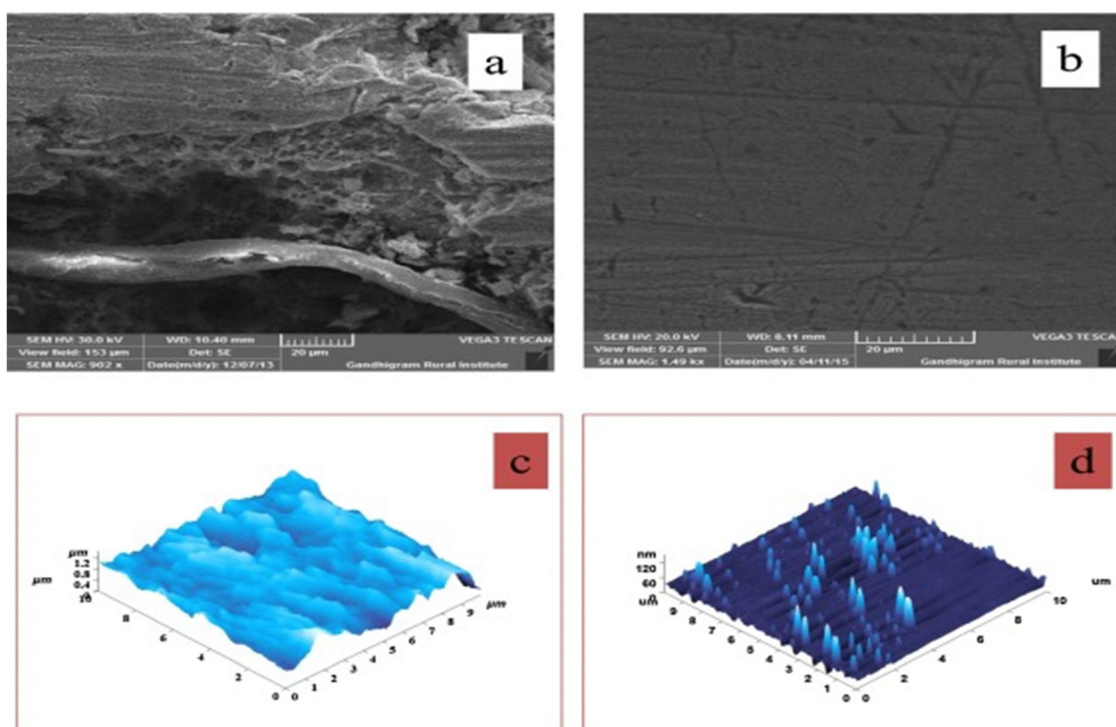 a
SEM HV: 30.0 kV WD: 10.40 mm VEGA3 TESCAN
View field: 153 µm Det: SE 20 µm
SEM MAG: 902 x Date(m/d/y): 12/07/13 Gandhigram Rural Institute
b
SEM HV: 20.0 kV WD: 8.11 mm VEGA3 TESCA
View field: 92.6 µm Det: SE 20 µm
SEM MAG: 1.49 kx Date(m/d/y): 04/11/15 Gandhigram Rural Institute
c
µm
1.2
0.8
0.4
0
µm
10
8
6
4
2
0
0 1 2 3 4 5 6 7 8 9
µm
d
nm
120
60
0
um
9 8 7 6 5 4 3 2 1 0
0 2 4 6 8 10
um